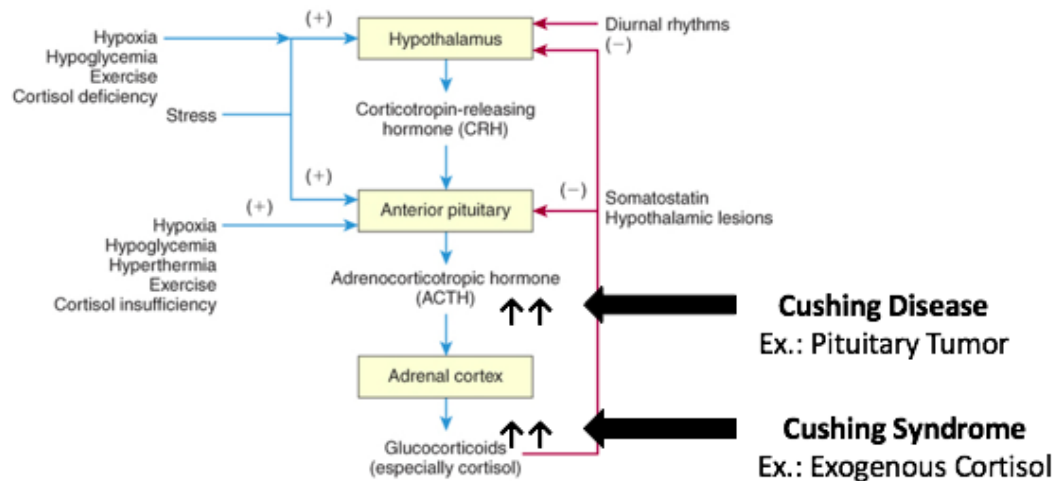 (+)
Hypothalamus
Diurnal rhythms
(−)
Hypoxia
Hypoglycemia
Exercise
Cortisol deficiency
Stress
Corticotropin-releasing
hormone (CRH)
(+)
(+)
Anterior pituitary
(−)
Somatostatin
Hypothalamic lesions
Hypoxia
Hypoglycemia
Hyperthermia
Exercise
Cortisol insufficiency
Adrenocorticotropic hormone
(ACTH) ↑↑
Cushing Disease
Ex.: Pituitary Tumor
Adrenal cortex
Glucocorticoids ↑↑
(especially cortisol)
Cushing Syndrome
Ex.: Exogenous Cortisol